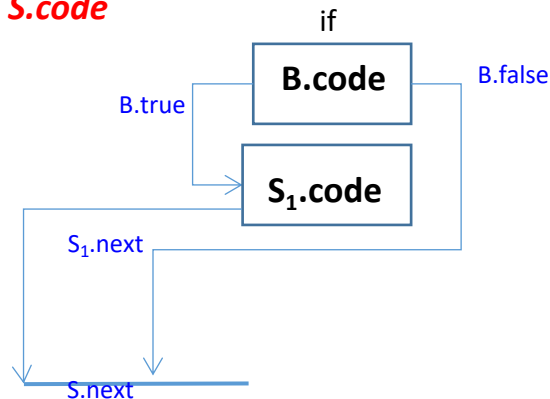 S.code
if
B.code
B.false
B.true
S₁.code
S₁.next
S.next